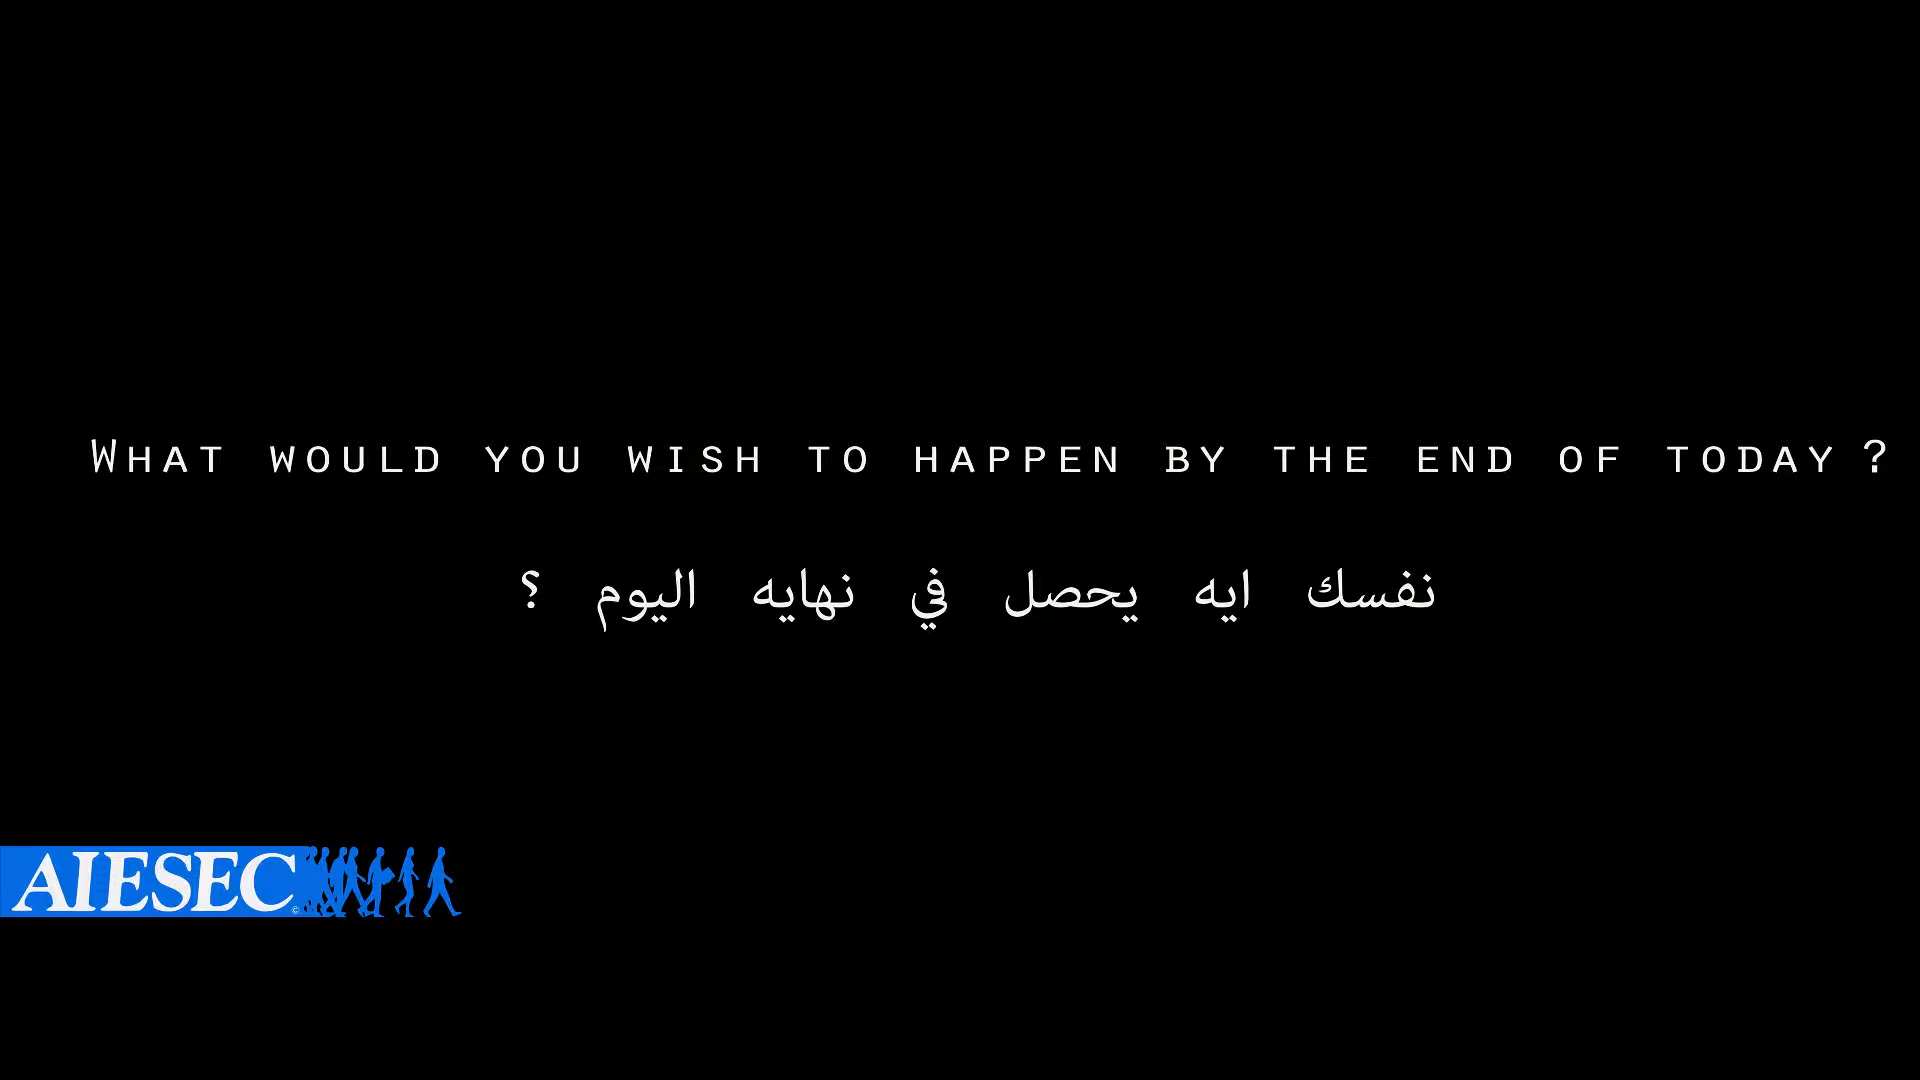 What would you wish to happen by the end of today ?
نفسك ايه يحصل في نهايه اليوم ؟
AIESEC©